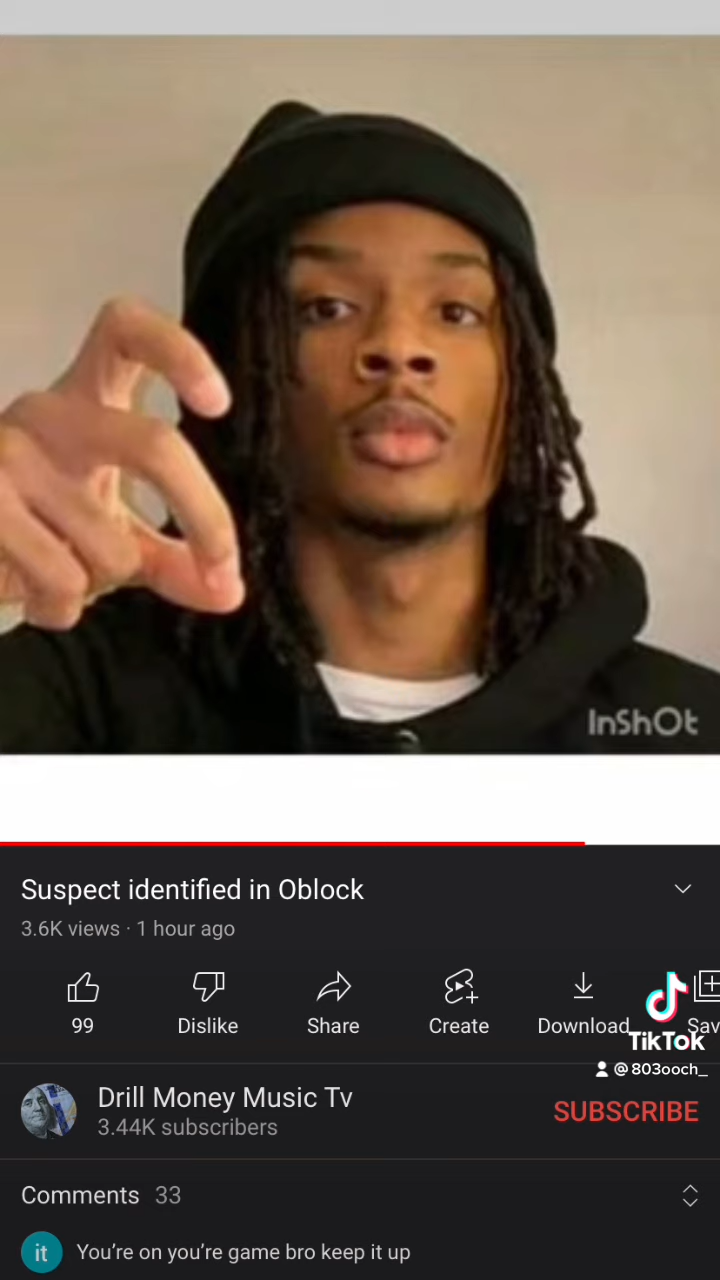 InShOt
Suspect identified in Oblock
3.6K views · 1 hour ago
99
Dislike
Share
Create
Download
Sav
TikTok
@803ooch_
Drill Money Music Tv
3.44K subscribers
SUBSCRIBE
Comments 33
it
You’re on you’re game bro keep it up